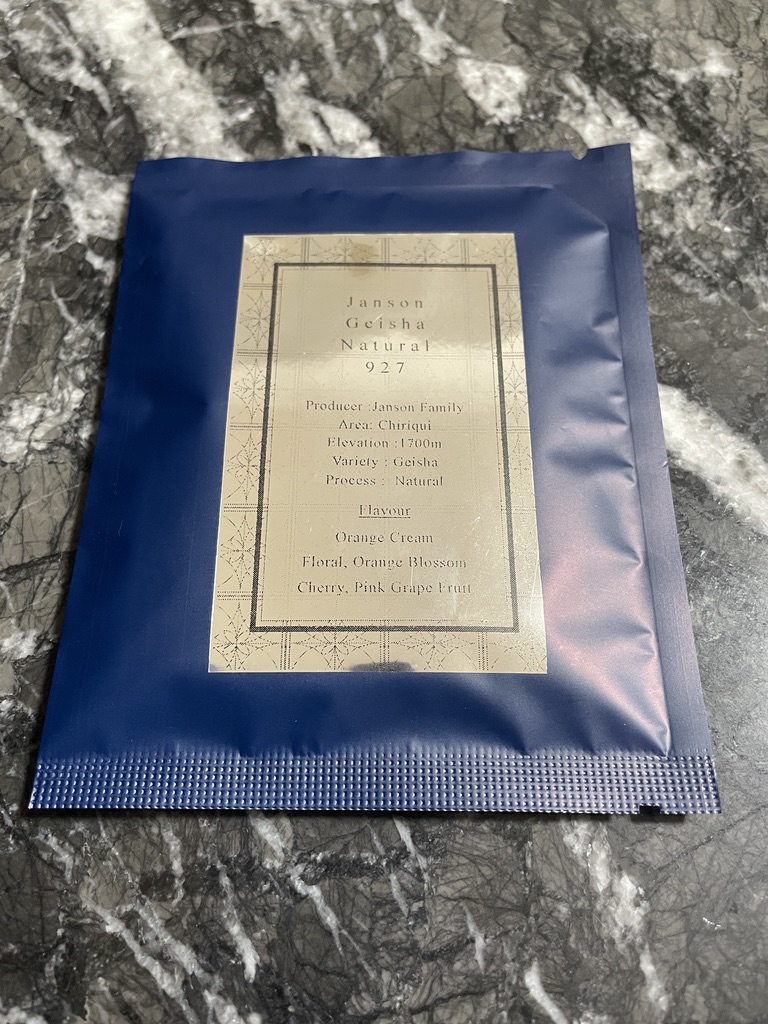 Janson
Geisha
Natural
927
Producer :Janson Family
Area: Chiriqui
Elevation :1700m
Variety : Geisha
Process : Natural
Flavour
Orange Cream
Floral, Orange Blossom
Cherry, Pink Grape Fruit